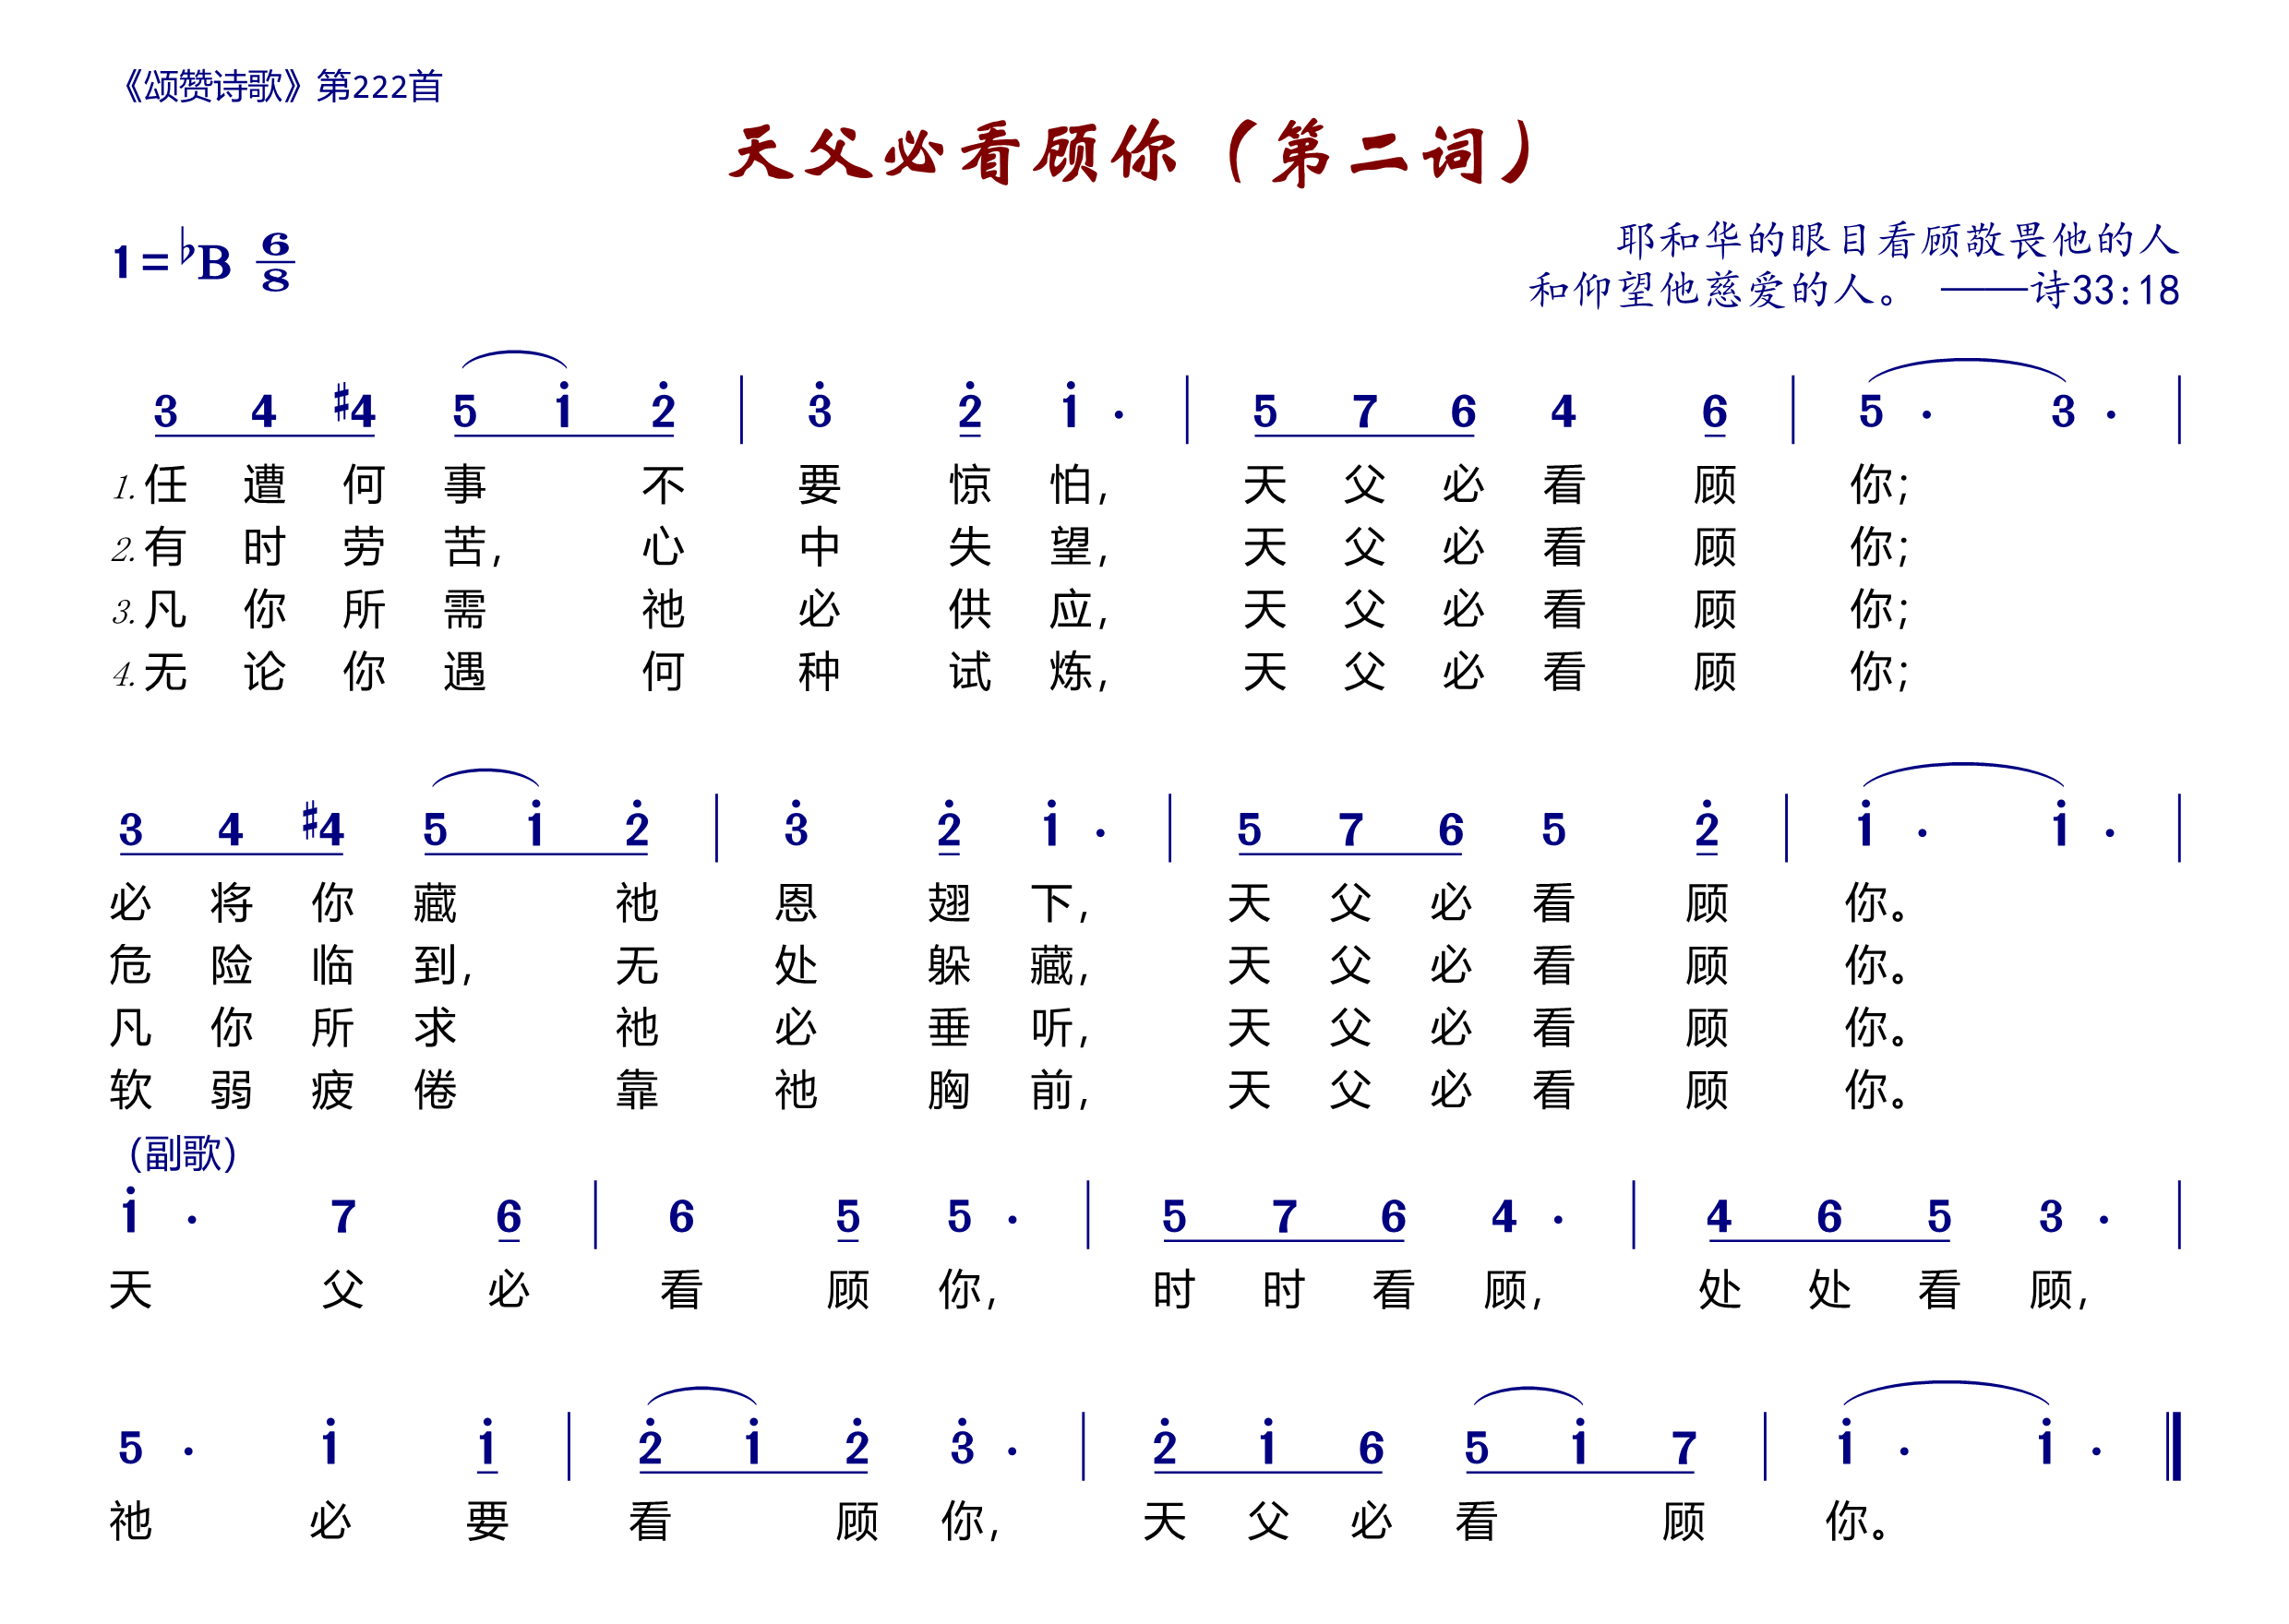 《颂赞诗歌》第222首
天父必看顾你（第二词）
1=♭B 6/8
耶和华的眼目看顾敬畏他的人
和仰望他慈爱的人。 ——诗33:18
3 4 #4 5 i 2̇ | 3̇ 2̇ i · | 5 7 6 4 6 | 5 · 3 · |
1.任遭何事不要惊怕，天父必看顾你；
2.有时劳苦，心中失望，天父必看顾你；
3.凡你所需祂必供应，天父必看顾你；
4.无论你遇何种试炼，天父必看顾你；
3 4 #4 5 i 2̇ | 3̇ 2̇ i · | 5 7 6 5 2̇ | i · i · |
必将你藏祂恩翅下，天父必看顾你。
危险临到，无处躲藏，天父必看顾你。
凡你所求祂必垂听，天父必看顾你。
软弱疲倦靠祂胸前，天父必看顾你。
（副歌）
i · 7 6 | 6 5 5 · | 5 7 6 4 · | 4 6 5 3 · |
天父必看顾你，时时看顾，处处看顾，
5 · i i | 2̇ i 2̇ 3̇ · | 2̇ i 6 5 i 7 | i · i · ‖
祂必要看顾你，天父必看顾你。